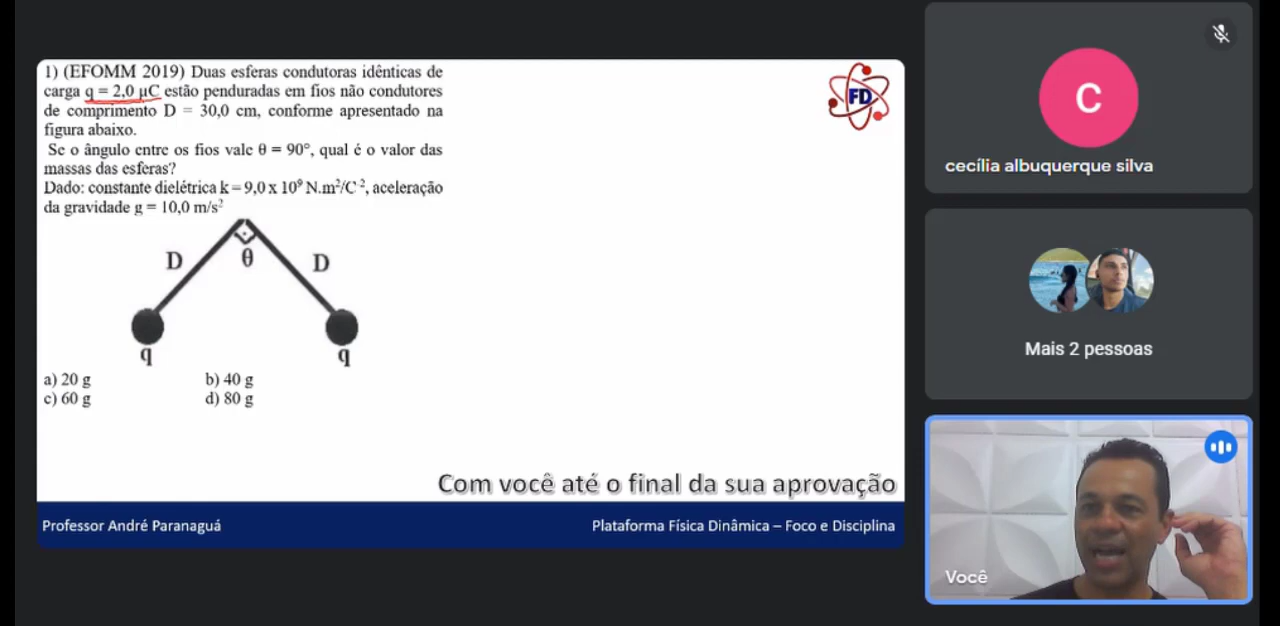 1) (EFOMM 2019) Duas esferas condutoras idênticas de
carga q = 2,0 µC estão penduradas em fios não condutores
de comprimento D = 30,0 cm, conforme apresentado na
figura abaixo.
Se o ângulo entre os fios vale θ = 90°, qual é o valor das
massas das esferas?
Dado: constante dielétrica k = 9,0 x 10⁹ N.m²/C ², aceleração
da gravidade g = 10,0 m/s²
D
θ
D
q
q
a) 20 g
b) 40 g
c) 60 g
d) 80 g
FD
Com você até o final da sua aprovação
Professor André Paranaguá
Plataforma Física Dinâmica – Foco e Disciplina
C
cecília albuquerque silva
Mais 2 pessoas
Você